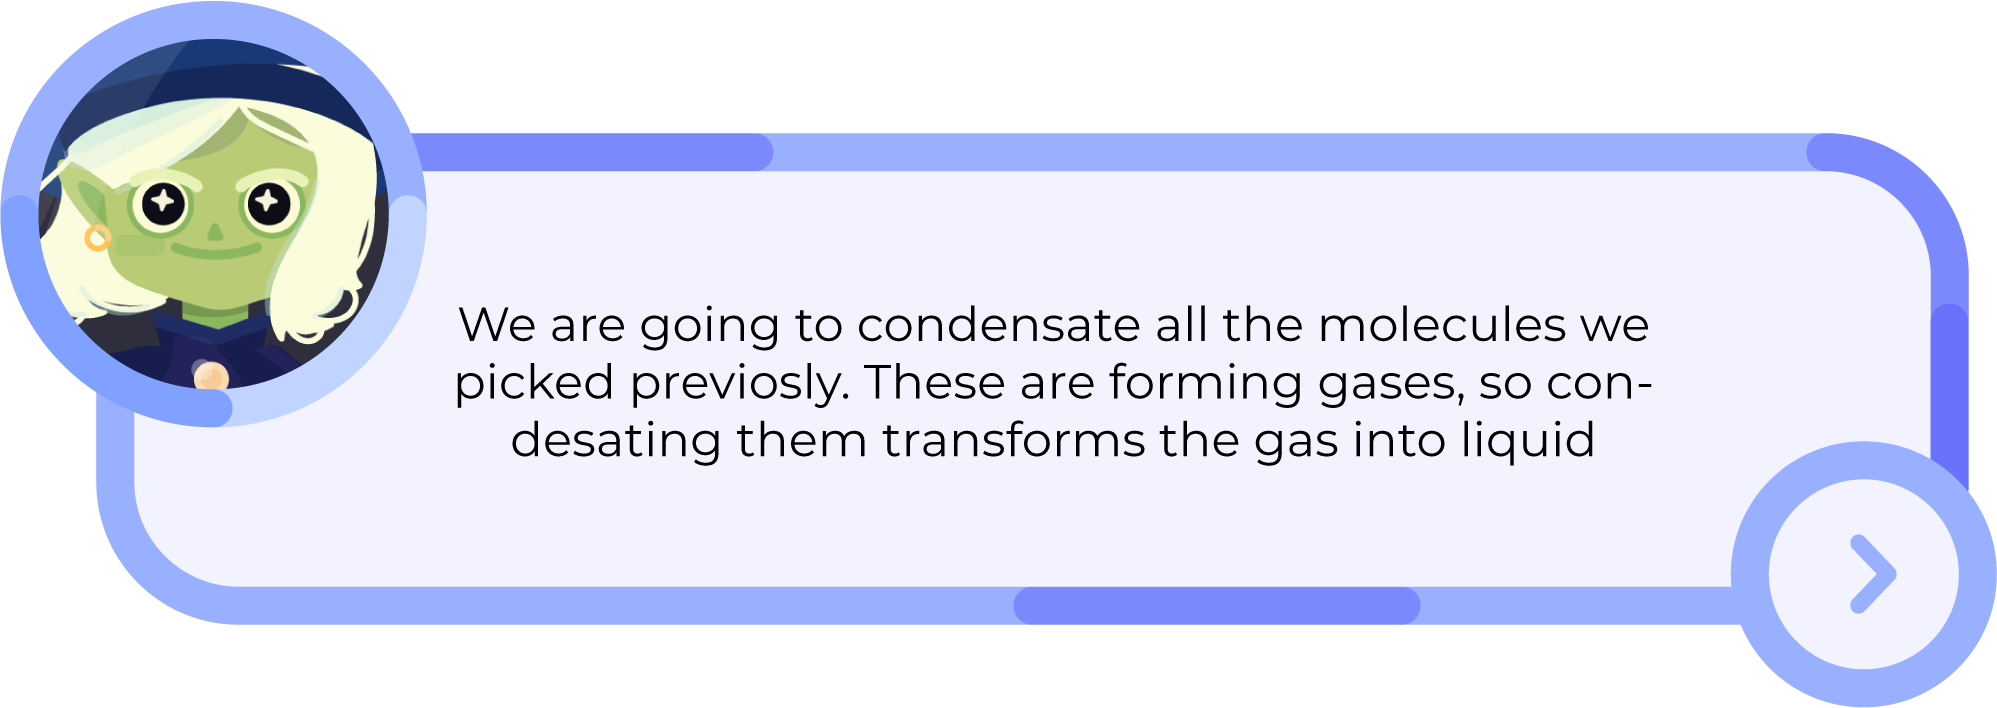 We are going to condensate all the molecules we
picked previosly. These are forming gases, so con-
desating them transforms the gas into liquid